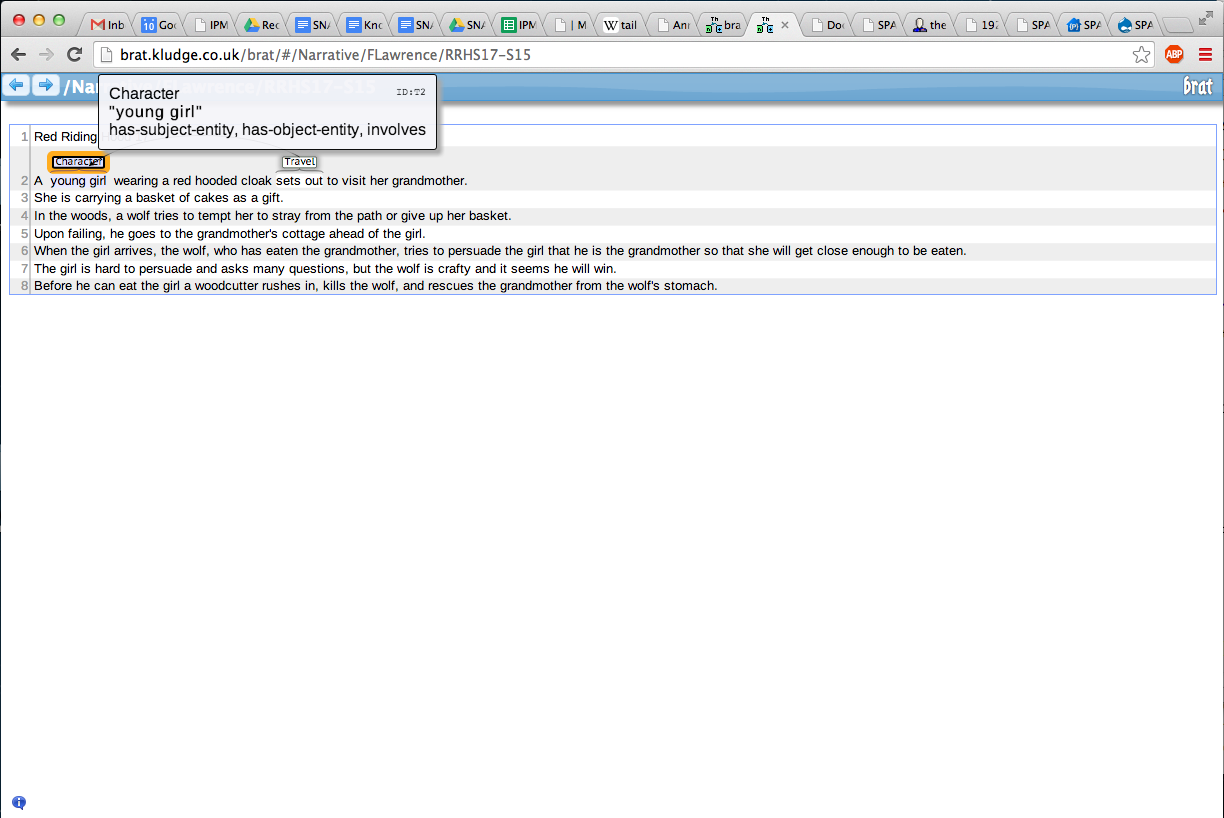 Inb Goo IPM Rec SNA Kno SNA SNA IPM | M tail Ann bra Doc SPA the 192 SPA SPA SPA
brat.kludge.co.uk/brat/#/Narrative/FLawrence/RRHS17-S15
/Na awrence/RRHS17-S15 brat
Character ID:T2
"young girl"
has-subject-entity, has-object-entity, involves
1 Red Riding
Character Travel
2 A young girl wearing a red hooded cloak sets out to visit her grandmother.
3 She is carrying a basket of cakes as a gift.
4 In the woods, a wolf tries to tempt her to stray from the path or give up her basket.
5 Upon failing, he goes to the grandmother's cottage ahead of the girl.
6 When the girl arrives, the wolf, who has eaten the grandmother, tries to persuade the girl that he is the grandmother so that she will get close enough to be eaten.
7 The girl is hard to persuade and asks many questions, but the wolf is crafty and it seems he will win.
8 Before he can eat the girl a woodcutter rushes in, kills the wolf, and rescues the grandmother from the wolf's stomach.